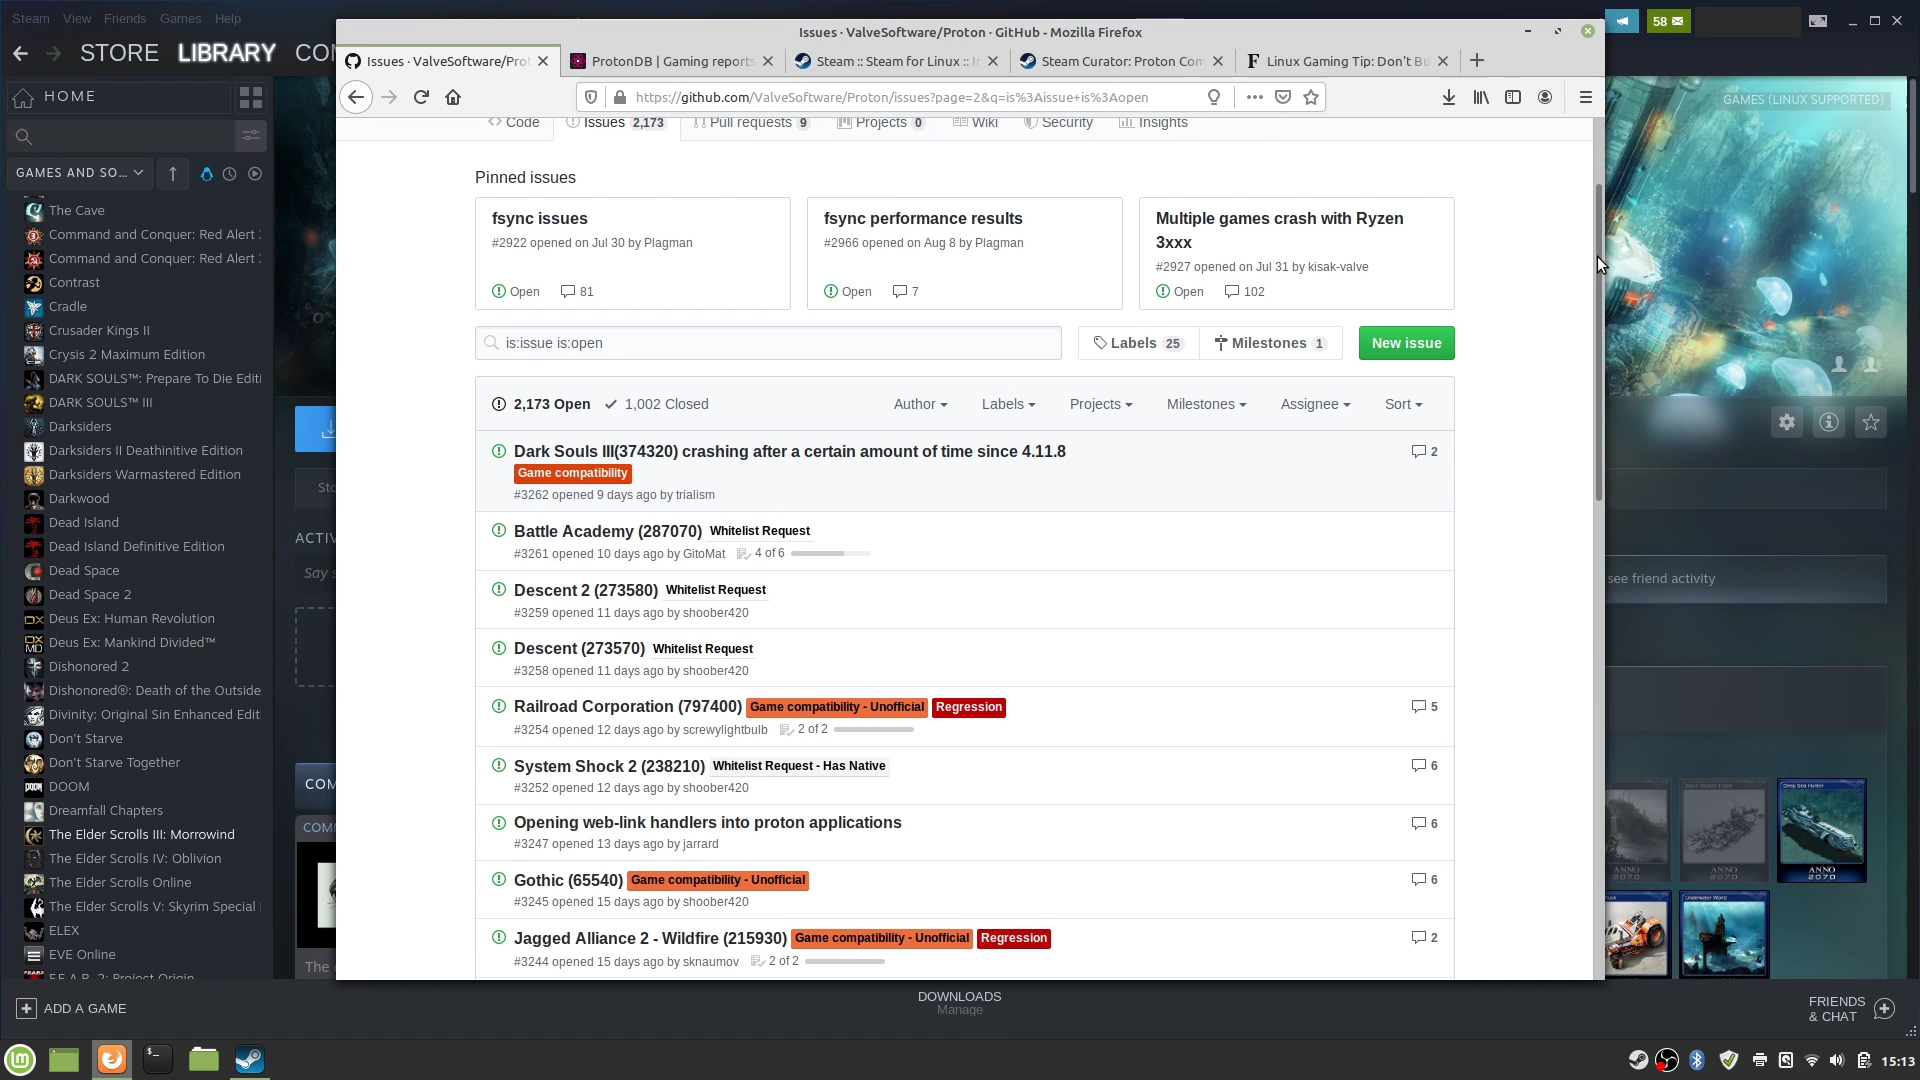 Steam View Friends Games Help
58
STORE LIBRARY
Issues · ValveSoftware/Proton · GitHub - Mozilla Firefox
Issues · ValveSoftware/Prot
ProtonDB | Gaming reports
Steam :: Steam for Linux :: I
Steam Curator: Proton Com
Linux Gaming Tip: Don't Bu
https://github.com/ValveSoftware/Proton/issues?page=2&q=is%3Aissue+is%3Aopen
HOME
GAMES (LINUX SUPPORTED)
Code Issues 2,173 Pull requests 9 Projects 0 Wiki Security Insights
GAMES AND SO...
The Cave
Command and Conquer: Red Alert
Command and Conquer: Red Alert
Contrast
Cradle
Crusader Kings II
Crysis 2 Maximum Edition
DARK SOULS™: Prepare To Die Editi
DARK SOULS™ III
Darksiders
Darksiders II Deathinitive Edition
Darksiders Warmastered Edition
Darkwood
Dead Island
Dead Island Definitive Edition
Dead Space
Dead Space 2
Deus Ex: Human Revolution
Deus Ex: Mankind Divided™
Dishonored 2
Dishonored®: Death of the Outside
Divinity: Original Sin Enhanced Edit
Don't Starve
Don't Starve Together
DOOM
Dreamfall Chapters
The Elder Scrolls III: Morrowind
The Elder Scrolls IV: Oblivion
The Elder Scrolls Online
The Elder Scrolls V: Skyrim Special
ELEX
EVE Online
F.E.A.R. 2: Project Origin
Pinned issues
fsync issues
#2922 opened on Jul 30 by Plagman
Open 81
fsync performance results
#2966 opened on Aug 8 by Plagman
Open 7
Multiple games crash with Ryzen
3xxx
#2927 opened on Jul 31 by kisak-valve
Open 102
is:issue is:open
Labels 25 Milestones 1 New issue
2,173 Open 1,002 Closed Author Labels Projects Milestones Assignee Sort
Dark Souls III(374320) crashing after a certain amount of time since 4.11.8 2
Game compatibility
#3262 opened 9 days ago by trialism
Battle Academy (287070) Whitelist Request
#3261 opened 10 days ago by GitoMat 4 of 6
Descent 2 (273580) Whitelist Request
#3259 opened 11 days ago by shoober420
Descent (273570) Whitelist Request
#3258 opened 11 days ago by shoober420
Railroad Corporation (797400) Game compatibility - Unofficial Regression 5
#3254 opened 12 days ago by screwylightbulb 2 of 2
System Shock 2 (238210) Whitelist Request - Has Native 6
#3252 opened 12 days ago by shoober420
Opening web-link handlers into proton applications 6
#3247 opened 13 days ago by jarrard
Gothic (65540) Game compatibility - Unofficial 6
#3245 opened 15 days ago by shoober420
Jagged Alliance 2 - Wildfire (215930) Game compatibility - Unofficial Regression 2
#3244 opened 15 days ago by sknaumov 2 of 2
ACTIV
Say
see friend activity
The
Deep Sea Hunter
ANNO
2070
ANNO
2070
ANNO
2070
Underwater World
ADD A GAME
DOWNLOADS
Manage
FRIENDS
& CHAT
15:13